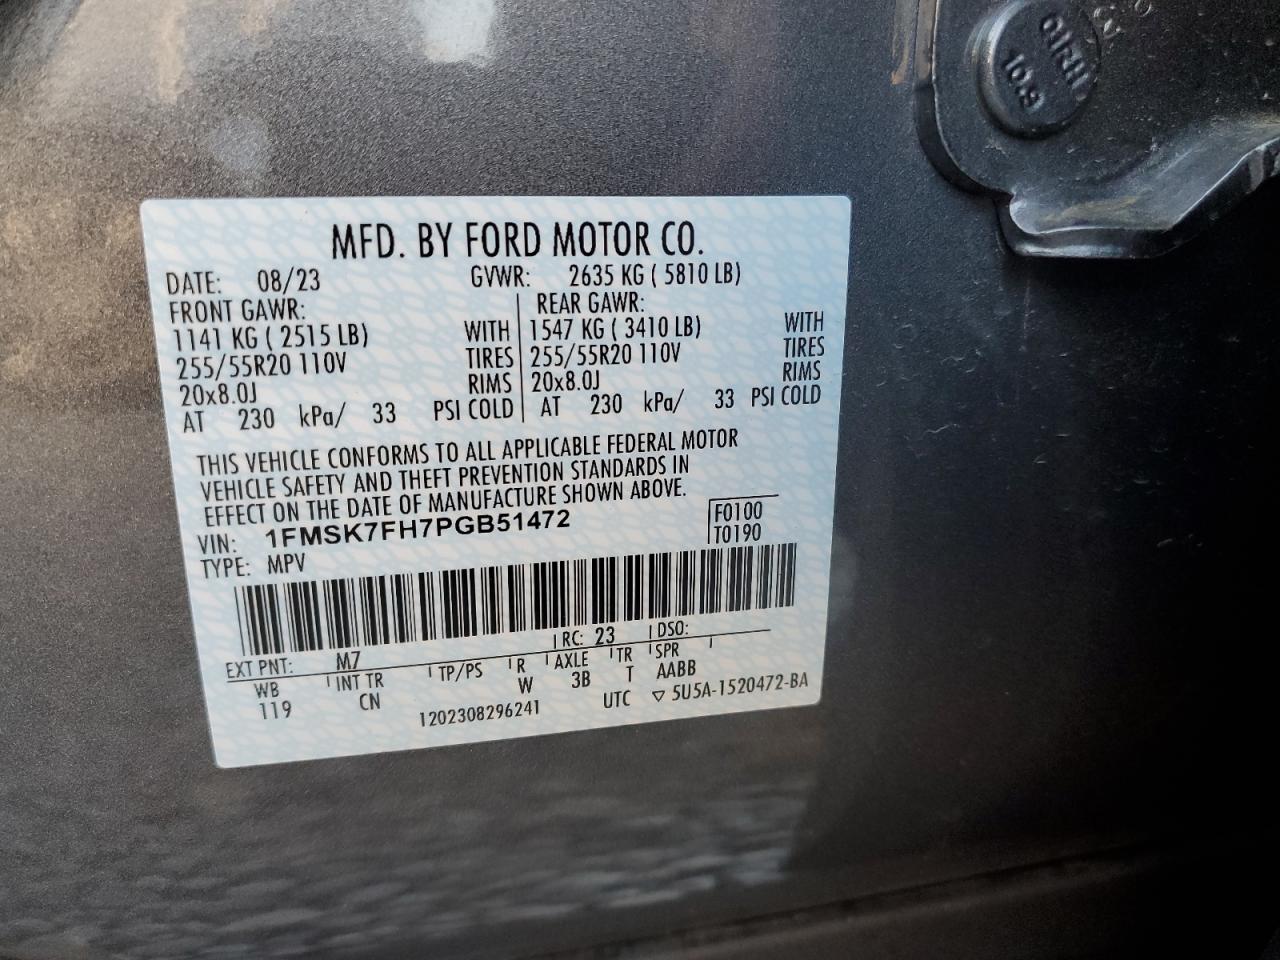 MFD. BY FORD MOTOR CO.
DATE: 08/23 GVWR: 2635 KG ( 5810 LB)
FRONT GAWR: REAR GAWR:
1141 KG ( 2515 LB) WITH 1547 KG ( 3410 LB) WITH
255/55R20 110V TIRES 255/55R20 110V TIRES
20x8.0J RIMS 20x8.0J RIMS
AT 230 kPa/ 33 PSI COLD AT 230 kPa/ 33 PSI COLD
THIS VEHICLE CONFORMS TO ALL APPLICABLE FEDERAL MOTOR
VEHICLE SAFETY AND THEFT PREVENTION STANDARDS IN
EFFECT ON THE DATE OF MANUFACTURE SHOWN ABOVE.
VIN: 1FMSK7FH7PGB51472 F0100
TYPE: MPV T0190
EXT PNT: M7 RC: 23 DSO:
WB INT TR TP/PS R AXLE TR SPR
119 CN W 3B T AABB
1202308296241 UTC ▽ 5U5A-1520472-BA
10.9